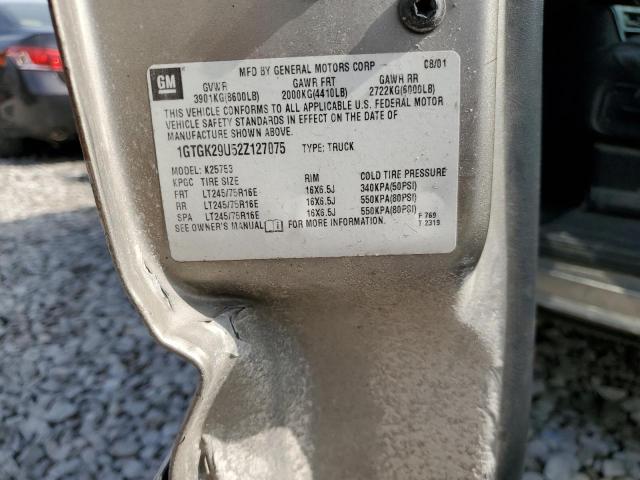 GM
MFD BY GENERAL MOTORS CORP 08/01
GVWR GAWR FRT GAWR RR
3901KG(8600LB) 2000KG(4410LB) 2722KG(6000LB)
THIS VEHICLE CONFORMS TO ALL APPLICABLE U.S. FEDERAL MOTOR
VEHICLE SAFETY STANDARDS IN EFFECT ON THE DATE OF
MANUFACTURE SHOWN ABOVE.
1GTGK29U52Z127075 TYPE: TRUCK
MODEL: K25753
KPGC TIRE SIZE RIM COLD TIRE PRESSURE
FRT LT245/75R16E 16X6.5J 340KPA(50PSI)
RR LT245/75R16E 16X6.5J 550KPA(80PSI)
SPA LT245/75R16E 16X6.5J 550KPA(80PSI)
SEE OWNER'S MANUAL FOR MORE INFORMATION. F 769
T 2319